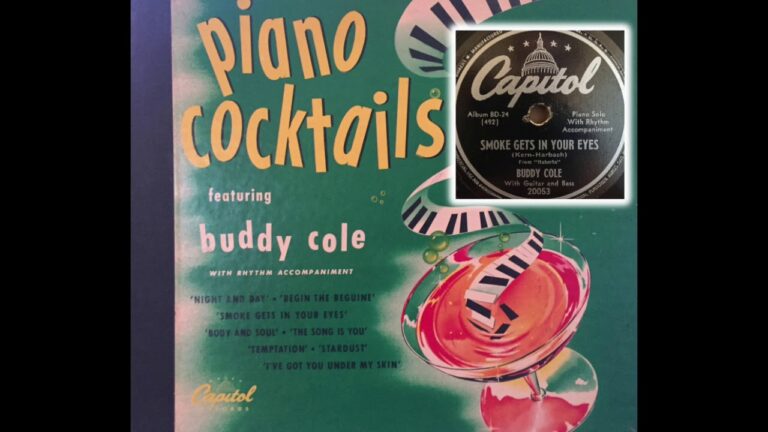 piano
cocktails
featuring
buddy cole
WITH RHYTHM ACCOMPANIMENT
'NIGHT AND DAY' • 'BEGIN THE BEGUINE'
'SMOKE GETS IN YOUR EYES'
'BODY AND SOUL' • 'THE SONG IS YOU'
'TEMPTATION' • 'STARDUST'
'I'VE GOT YOU UNDER MY SKIN'
Capitol
RECORDS
Capitol
Album BD-24
(492)
Piano Solo
With Rhythm
Accompaniment
SMOKE GETS IN YOUR EYES
(Kern-Harbach)
From "Roberta"
BUDDY COLE
With Guitar and Bass
20053